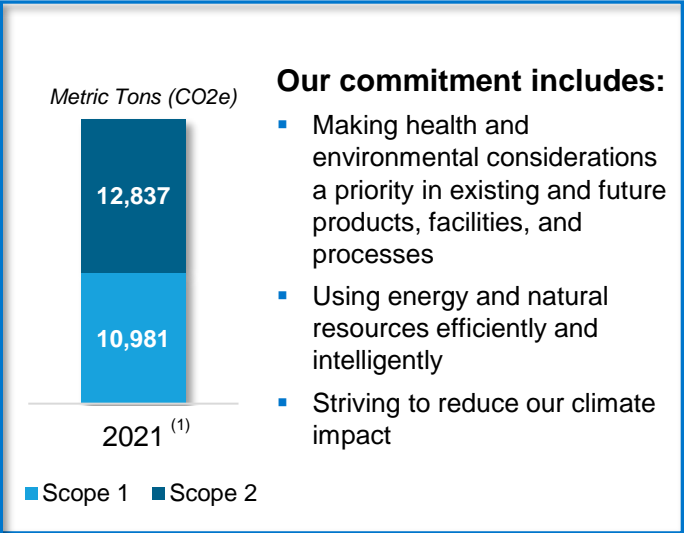 Metric Tons (CO2e)
12,837
10,981
2021 (1)
Scope 1 Scope 2
Our commitment includes:
▪ Making health and
environmental considerations
a priority in existing and future
products, facilities, and
processes
▪ Using energy and natural
resources efficiently and
intelligently
▪ Striving to reduce our climate
impact